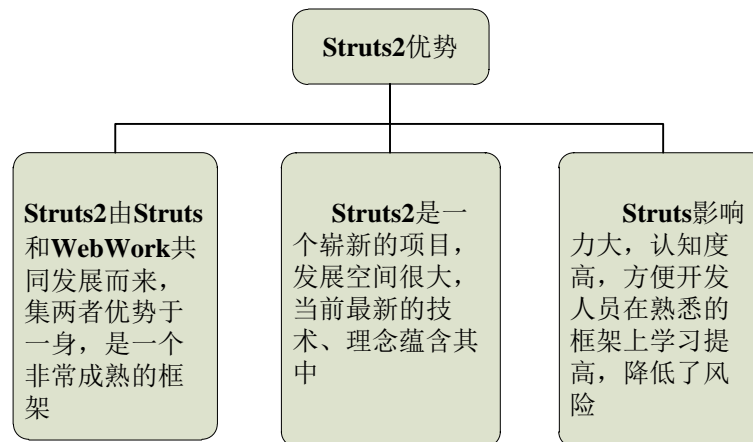 Struts2优势
Struts2由Struts
和WebWork共
同发展而来，
集两者优势于
一身，是一个
非常成熟的框
架
Struts2是一
个崭新的项目，
发展空间很大，
当前最新的技
术、理念蕴含其
中
Struts影响
力大，认知度
高，方便开发
人员在熟悉的
框架上学习提
高，降低了风
险